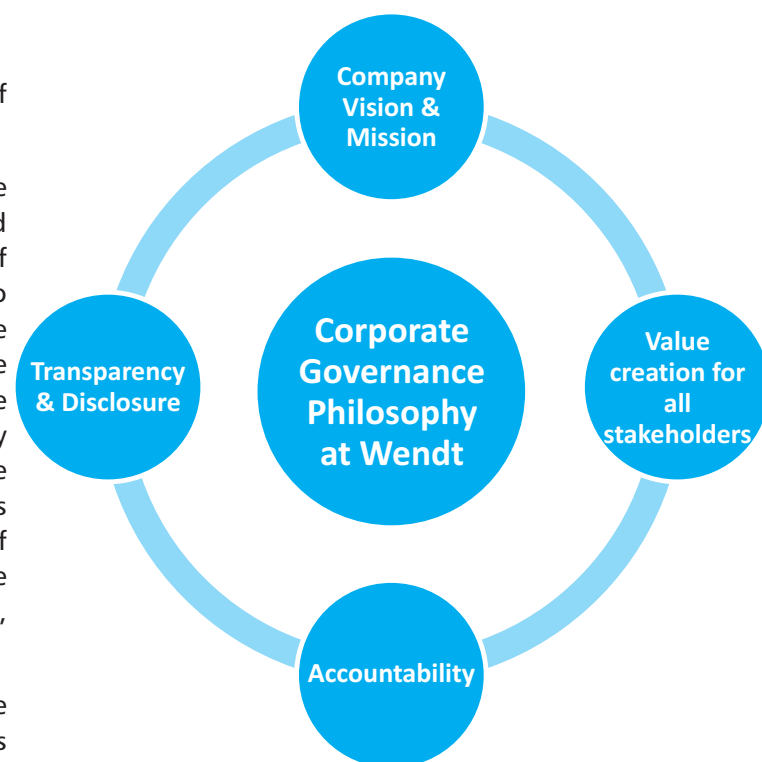 Company
Vision &
Mission
Corporate
Governance
Philosophy
at Wendt
Value
creation for
all
stakeholders
Transparency
& Disclosure
Accountability